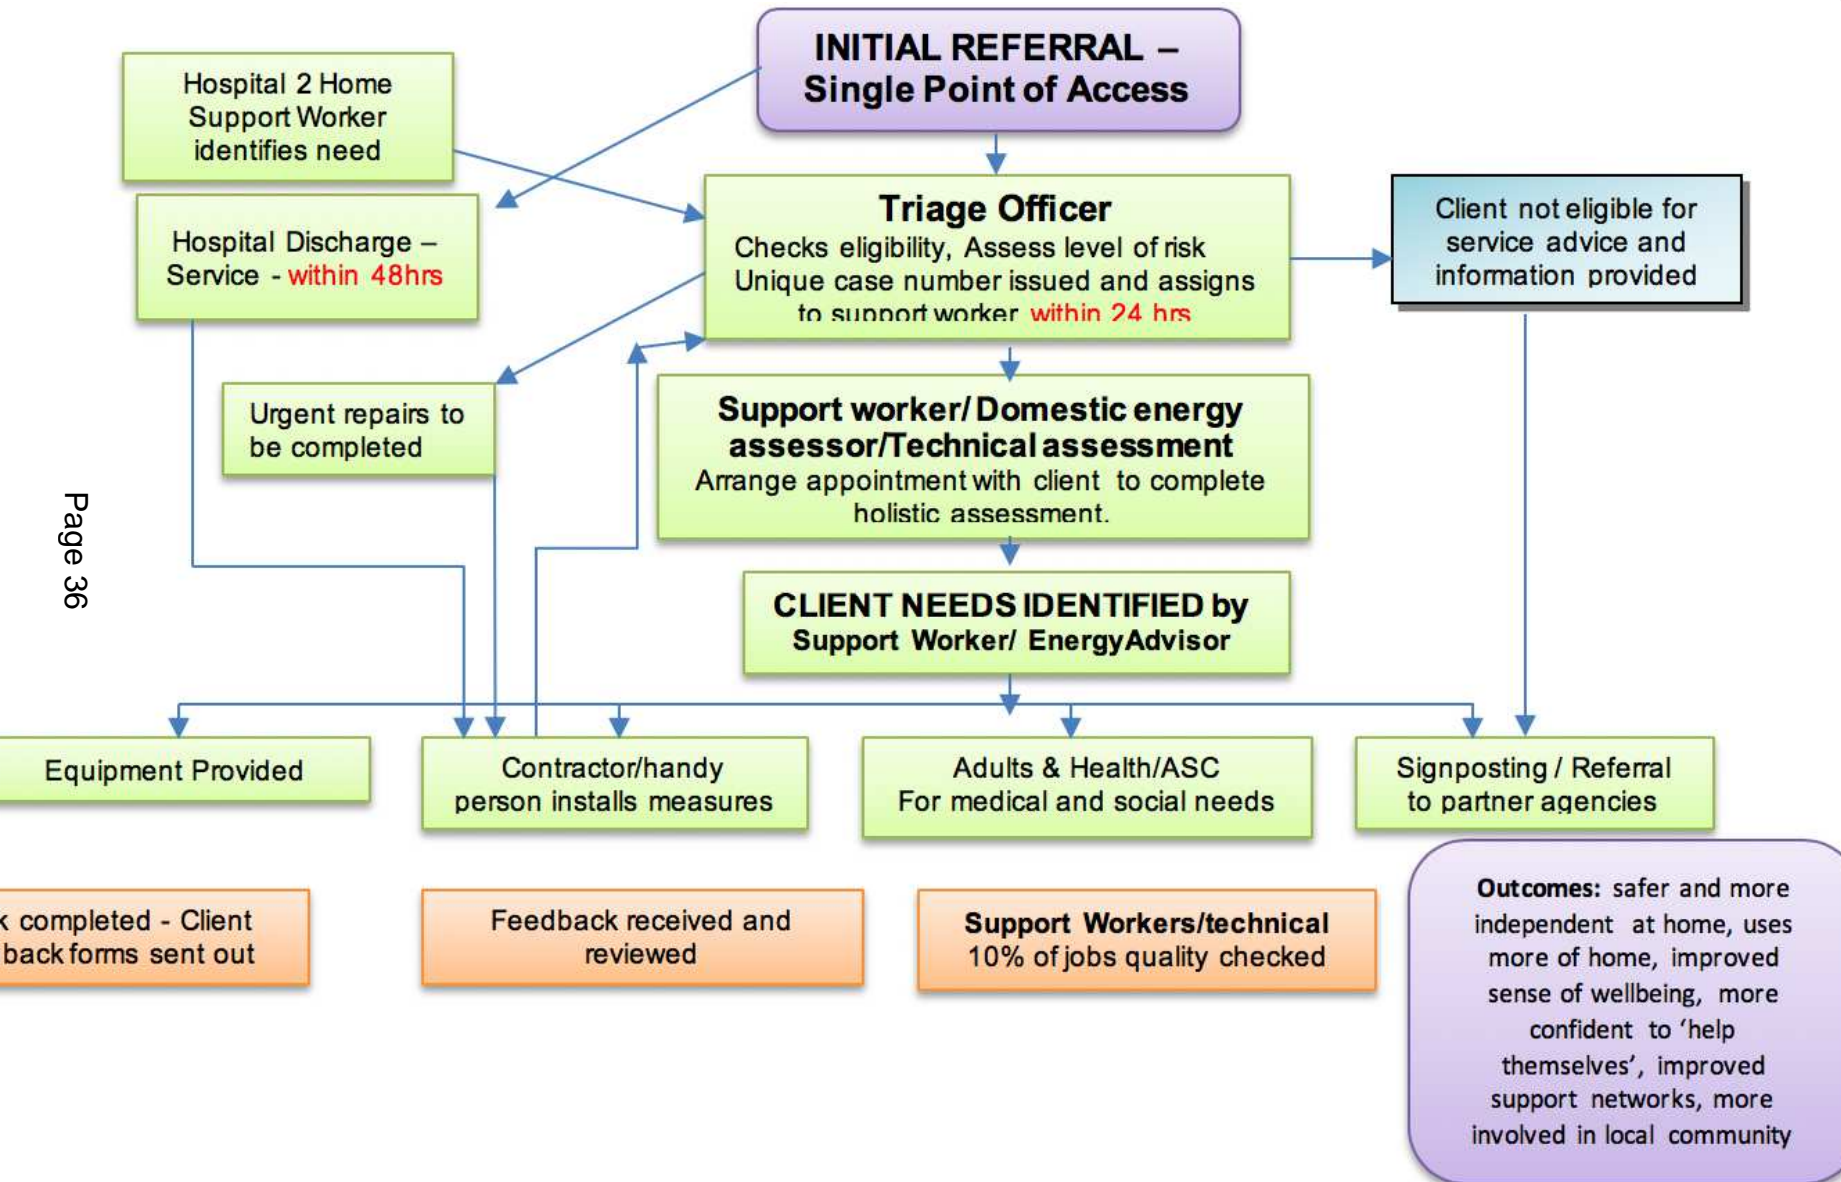 INITIAL REFERRAL –
Single Point of Access
Hospital 2 Home
Support Worker
identifies need
Hospital Discharge –
Service - within 48hrs
Triage Officer
Checks eligibility, Assess level of risk
Unique case number issued and assigns
to support worker within 24 hrs
Client not eligible for
service advice and
information provided
Urgent repairs to
be completed
Support worker/ Domestic energy
assessor/Technical assessment
Arrange appointment with client to complete
holistic assessment.
Page 36
CLIENT NEEDS IDENTIFIED by
Support Worker/ Energy Advisor
Equipment Provided
Contractor/handy
person installs measures
Adults & Health/ASC
For medical and social needs
Signposting / Referral
to partner agencies
k completed - Client
back forms sent out
Feedback received and
reviewed
Support Workers/technical
10% of jobs quality checked
Outcomes: safer and more
independent at home, uses
more of home, improved
sense of wellbeing, more
confident to ‘help
themselves’, improved
support networks, more
involved in local community